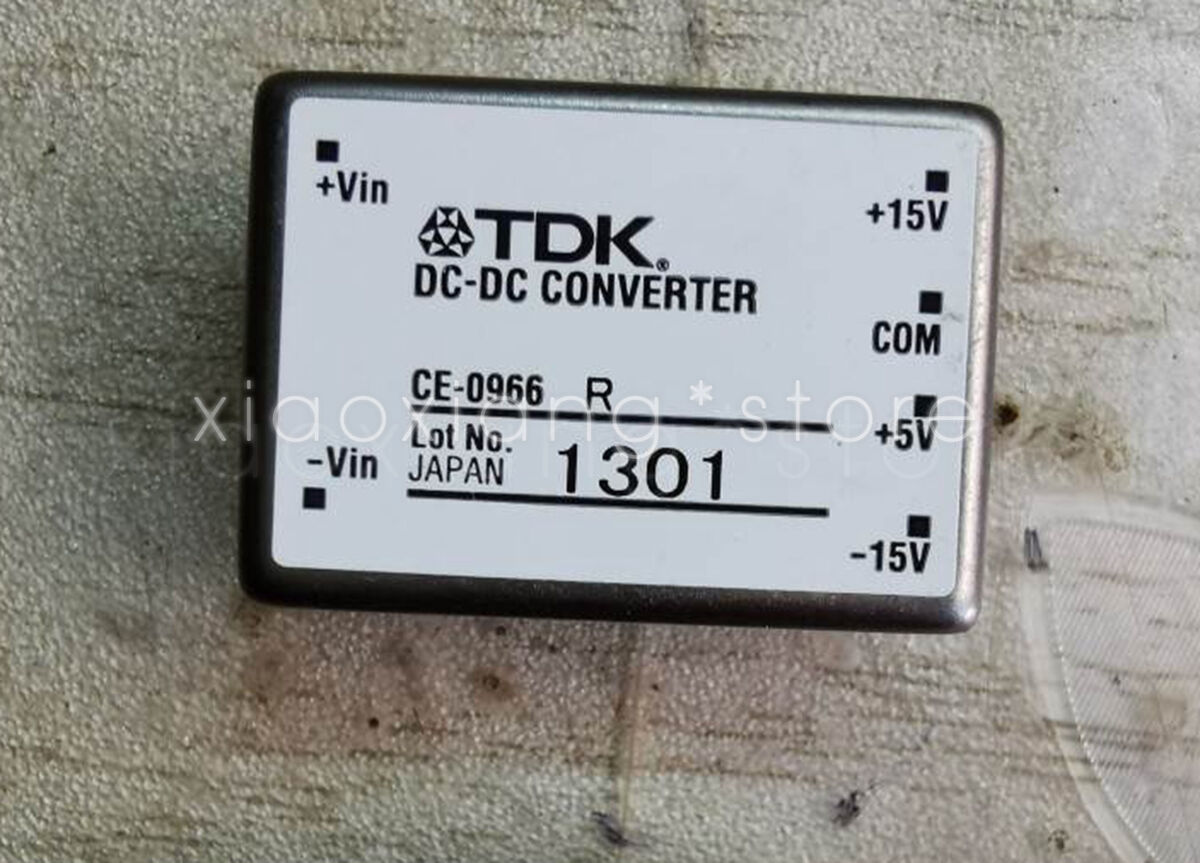 +Vin
+15V
TDK®
DC-DC CONVERTER
COM
CE-0966 R
xiaoxiang*store
+5V
Lot No.
JAPAN 1301
-Vin
-15V